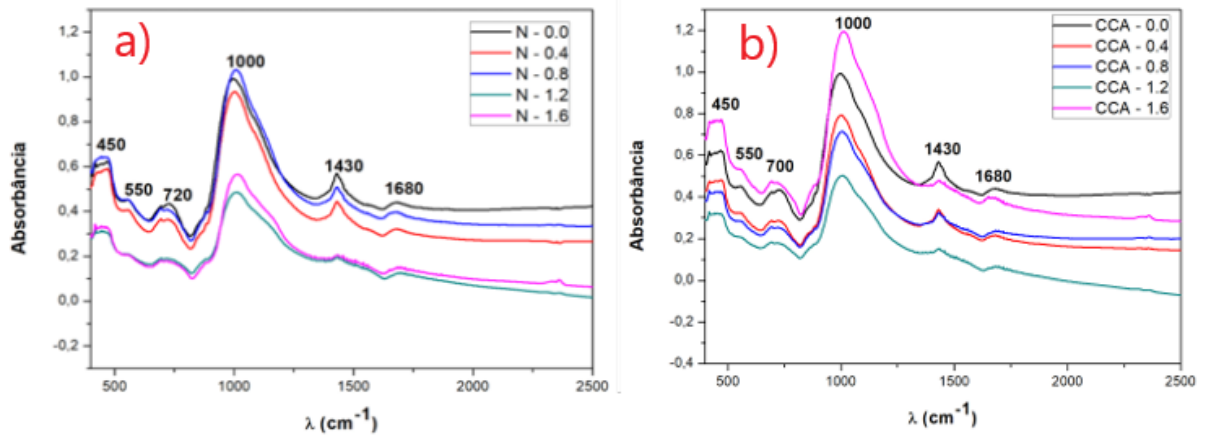 a)
N - 0.0
N - 0.4
N - 0.8
N - 1.2
N - 1.6
1,2
1,0
0,8
0,6
0,4
0,2
0,0
-0,2
Absorbância
450
550
720
1000
1430
1680
500
1000
1500
2000
2500
λ (cm⁻¹)
b)
CCA - 0.0
CCA - 0.4
CCA - 0.8
CCA - 1.2
CCA - 1.6
1,2
1,0
0,8
0,6
0,4
0,2
0,0
-0,2
-0,4
Absorbância
450
550
700
1000
1430
1680
500
1000
1500
2000
2500
λ (cm⁻¹)